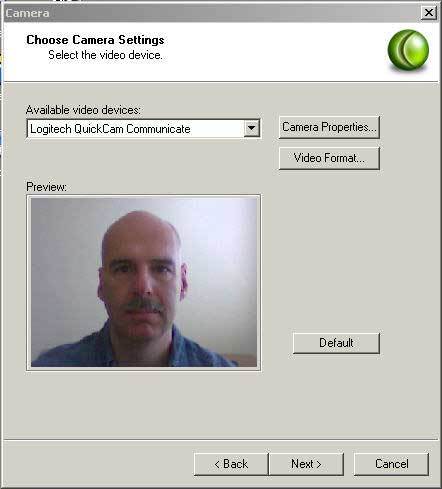 Camera
Choose Camera Settings
Select the video device.
Available video devices:
Logitech QuickCam Communicate
Camera Properties...
Video Format...
Preview:
Default
< Back
Next >
Cancel